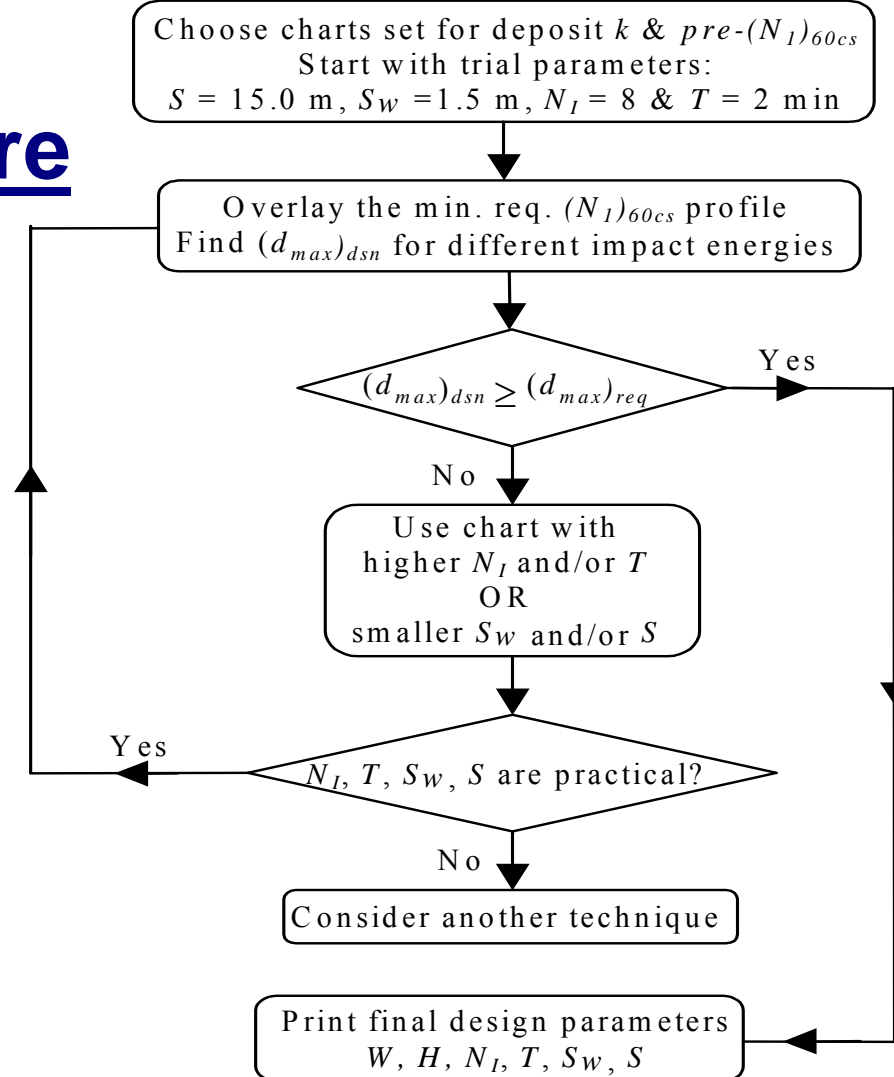 re
Choose charts set for deposit k & pre-(N1)60cs
Start with trial parameters:
S = 15.0 m, SW =1.5 m, NI = 8 & T = 2 min
Overlay the min. req. (N1)60cs profile
Find (dmax)dsn for different impact energies
(dmax)dsn ≥ (dmax)req
Yes
No
Use chart with
higher NI and/or T
OR
smaller SW and/or S
Yes
NI, T, SW, S are practical?
No
Consider another technique
Print final design parameters
W, H, NI, T, SW, S